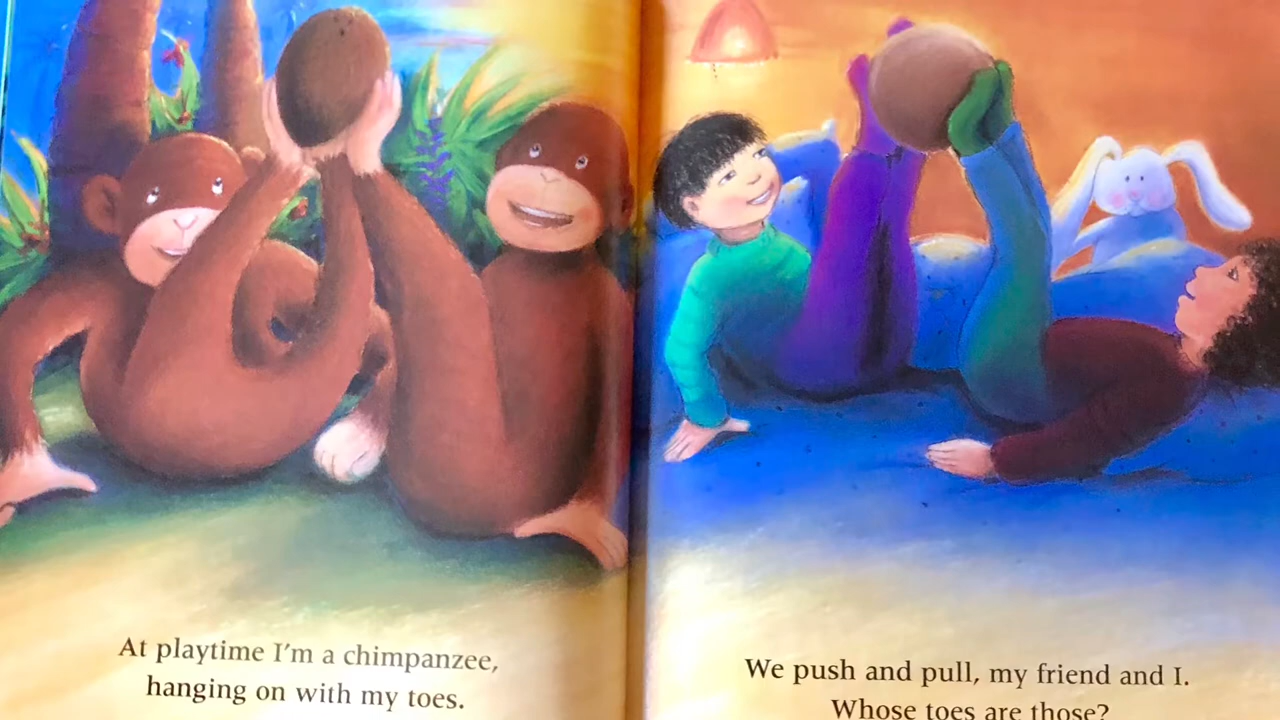 At playtime I'm a chimpanzee,
hanging on with my toes.
We push and pull, my friend and I.
Whose toes are those?